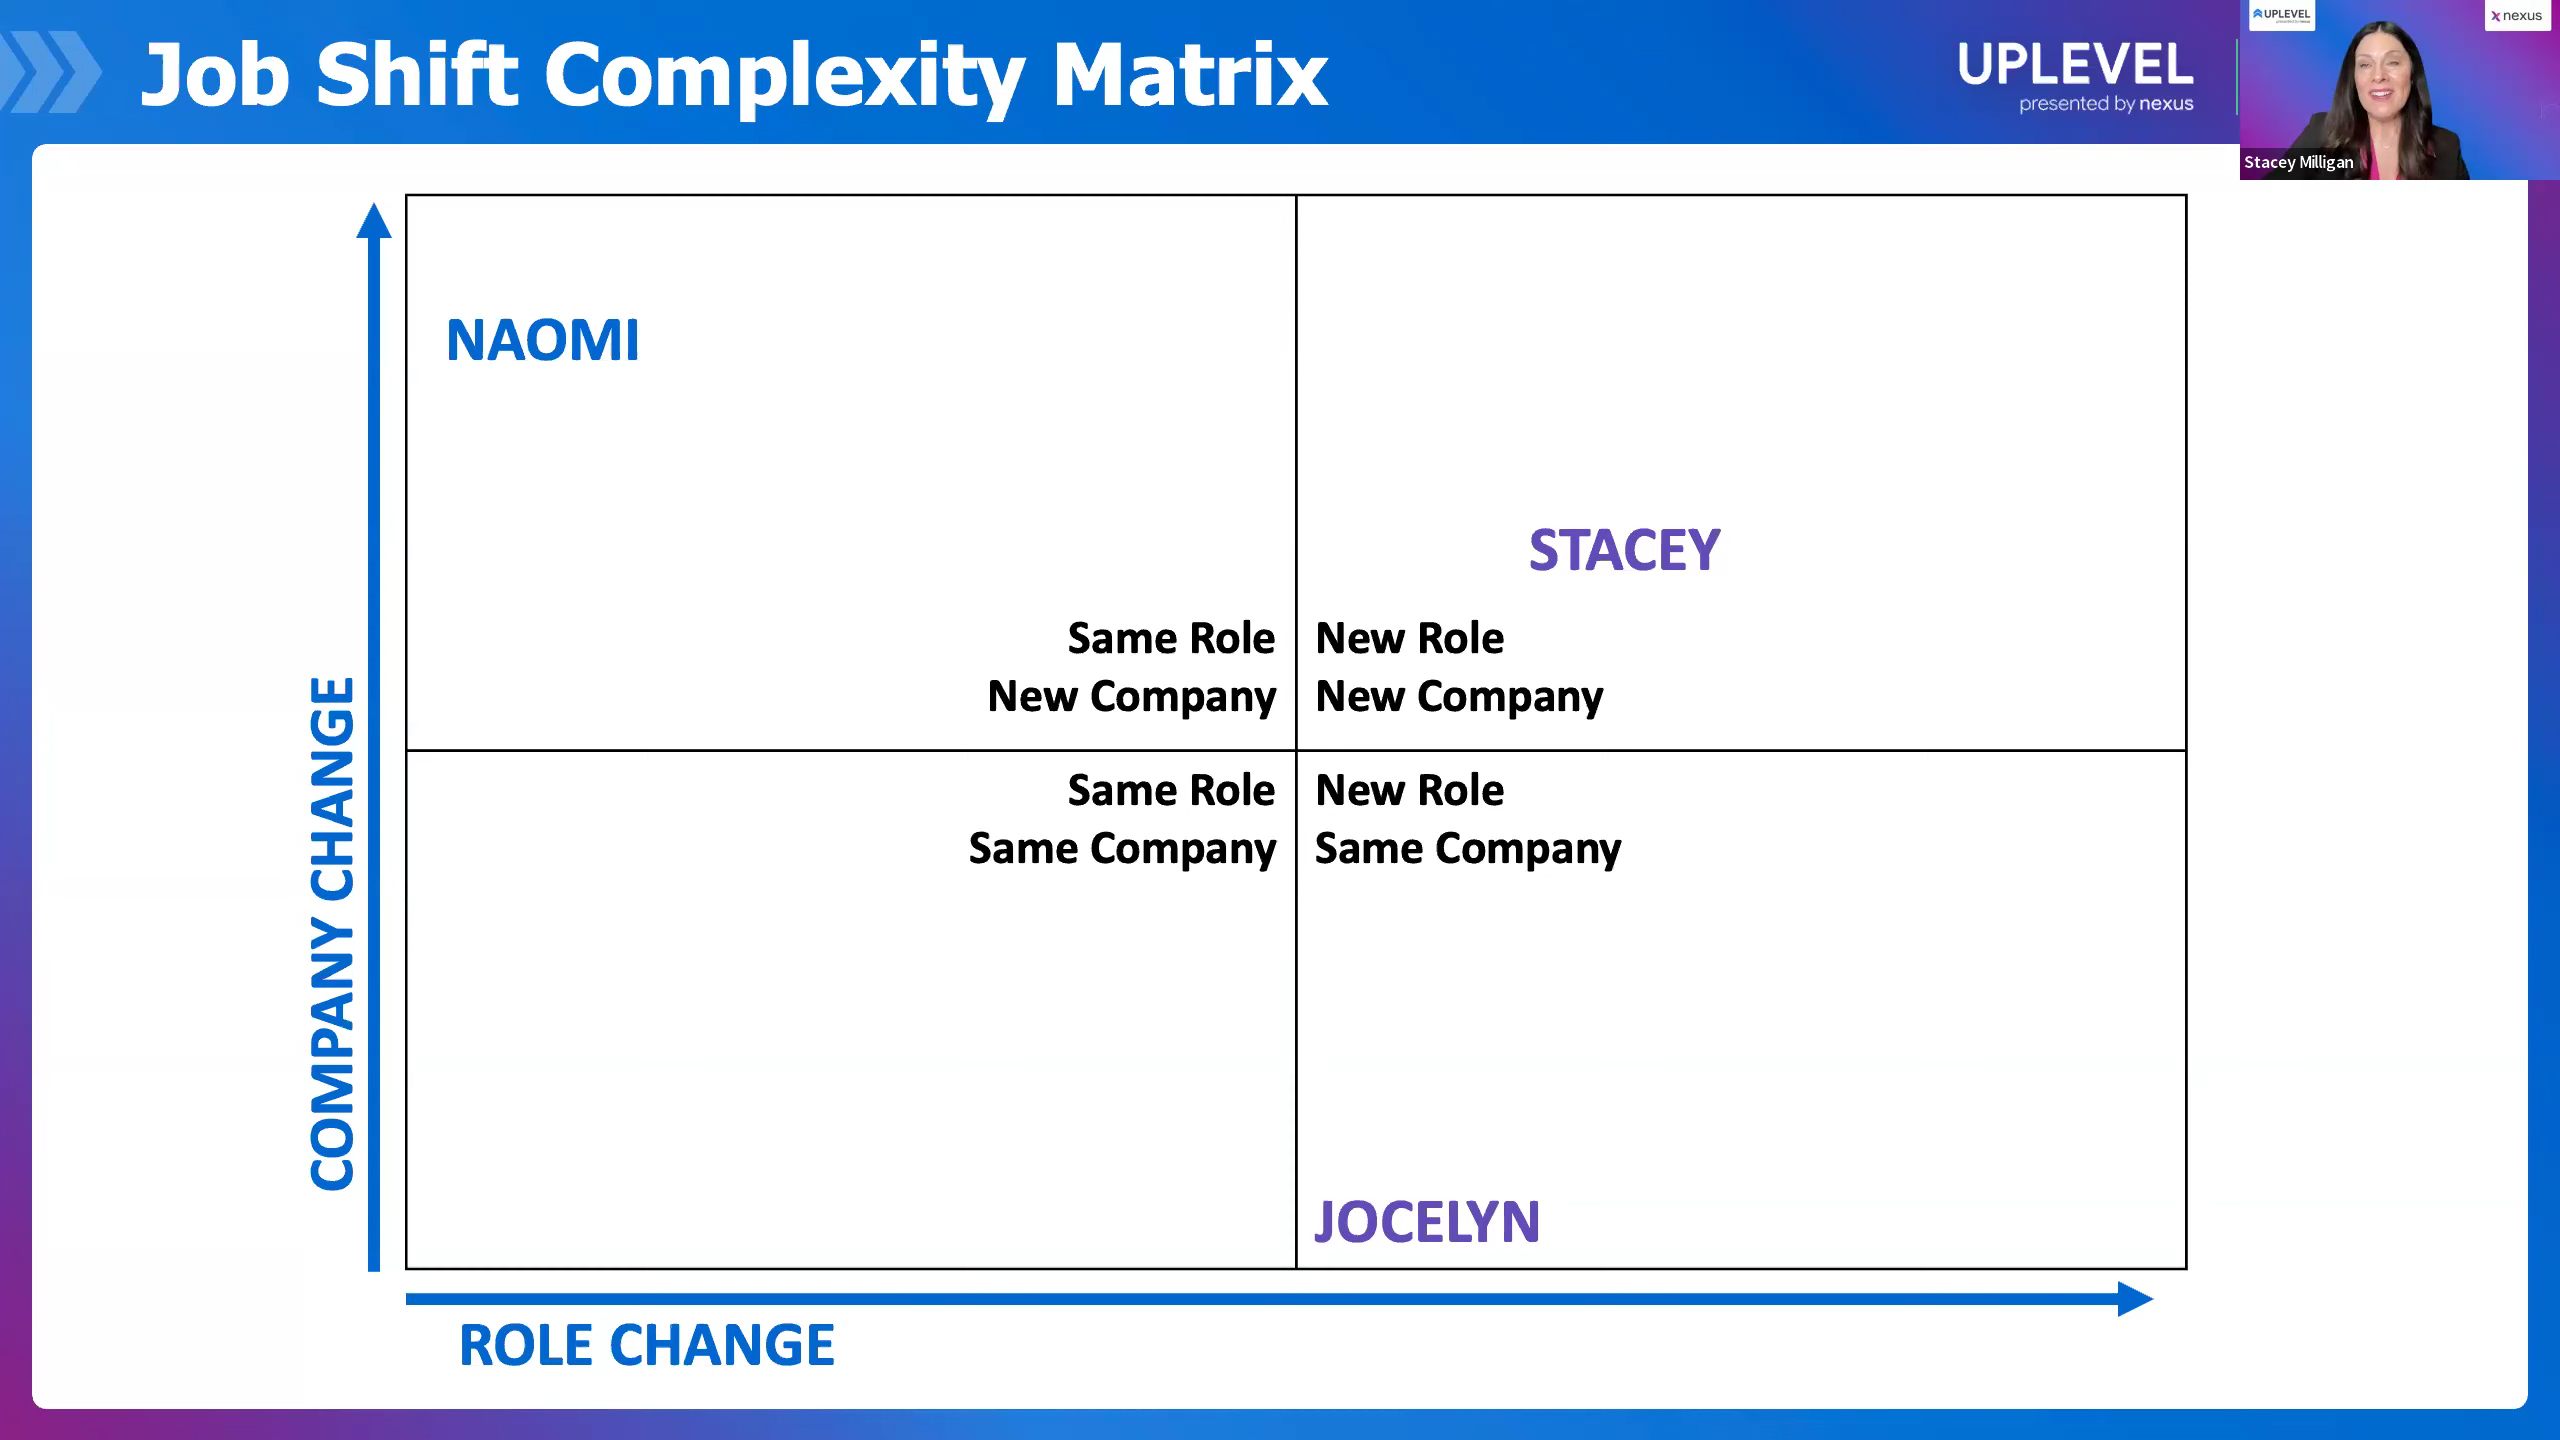 Job Shift Complexity Matrix
UPLEVEL
presented by nexus
UPLEVEL
nexus
Stacey Milligan
NAOMI
STACEY
Same Role
New Company
New Role
New Company
Same Role
Same Company
New Role
Same Company
JOCELYN
COMPANY CHANGE
ROLE CHANGE